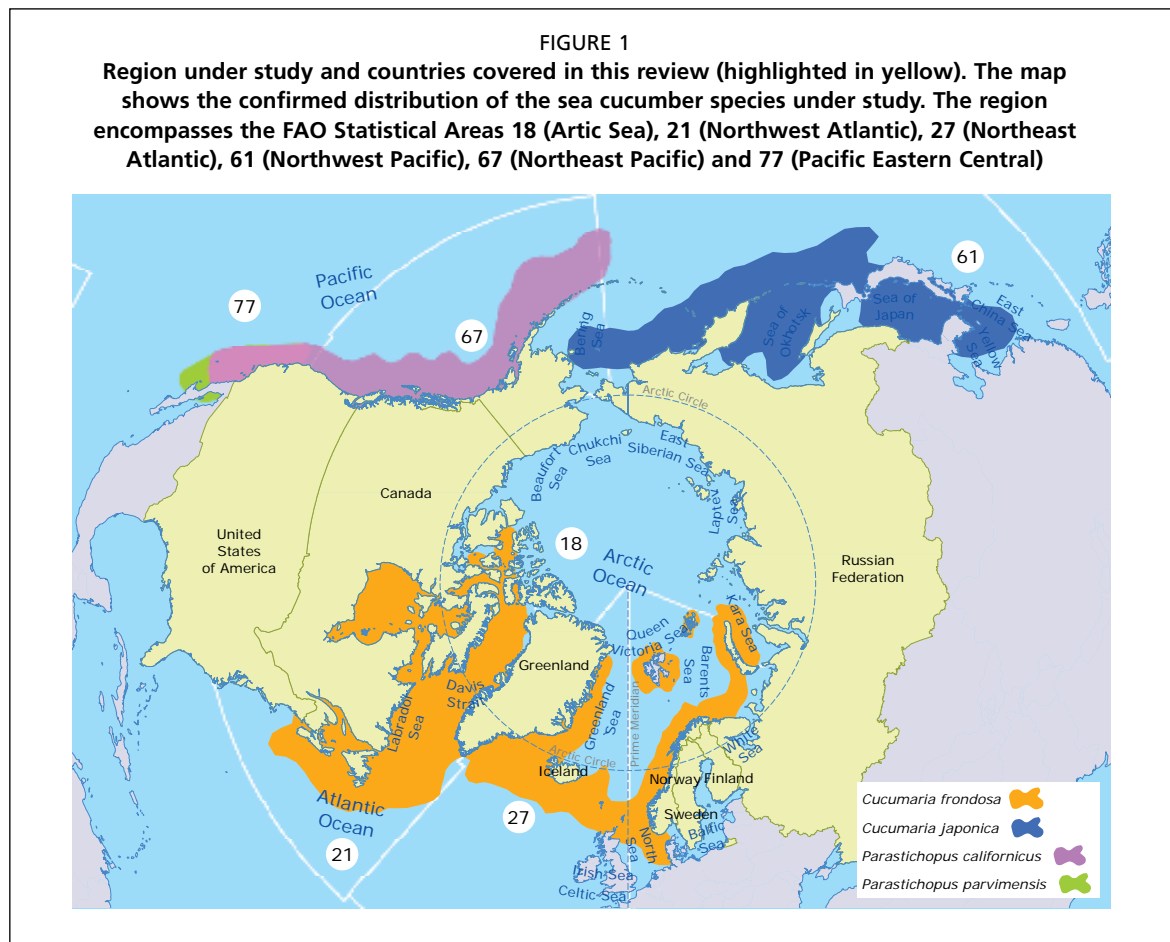 FIGURE 1
Region under study and countries covered in this review (highlighted in yellow). The map
shows the confirmed distribution of the sea cucumber species under study. The region
encompasses the FAO Statistical Areas 18 (Artic Sea), 21 (Northwest Atlantic), 27 (Northeast
Atlantic), 61 (Northwest Pacific), 67 (Northeast Pacific) and 77 (Pacific Eastern Central)
61
Pacific
Ocean
77
67
Bering
Sea
Sea of
Okhotsk
Sea of
Japan
East
China Sea
Yellow
Sea
Arctic Circle
Beaufort
Sea
Chukchi
Sea
East
Siberian Sea
Laptev
Sea
Canada
United
States
of America
18
Arctic
Ocean
Russian
Federation
Kara Sea
Queen
Victoria Sea
Barents
Sea
Greenland
Davis
Strait
Labrador
Sea
Greenland
Sea
Prime Meridian
White
Sea
Arctic Circle
Iceland
Norway
Finland
Sweden
Baltic
Sea
North
Sea
Irish Sea
Celtic Sea
Atlantic
Ocean
27
21
Cucumaria frondosa
Cucumaria japonica
Parastichopus californicus
Parastichopus parvimensis